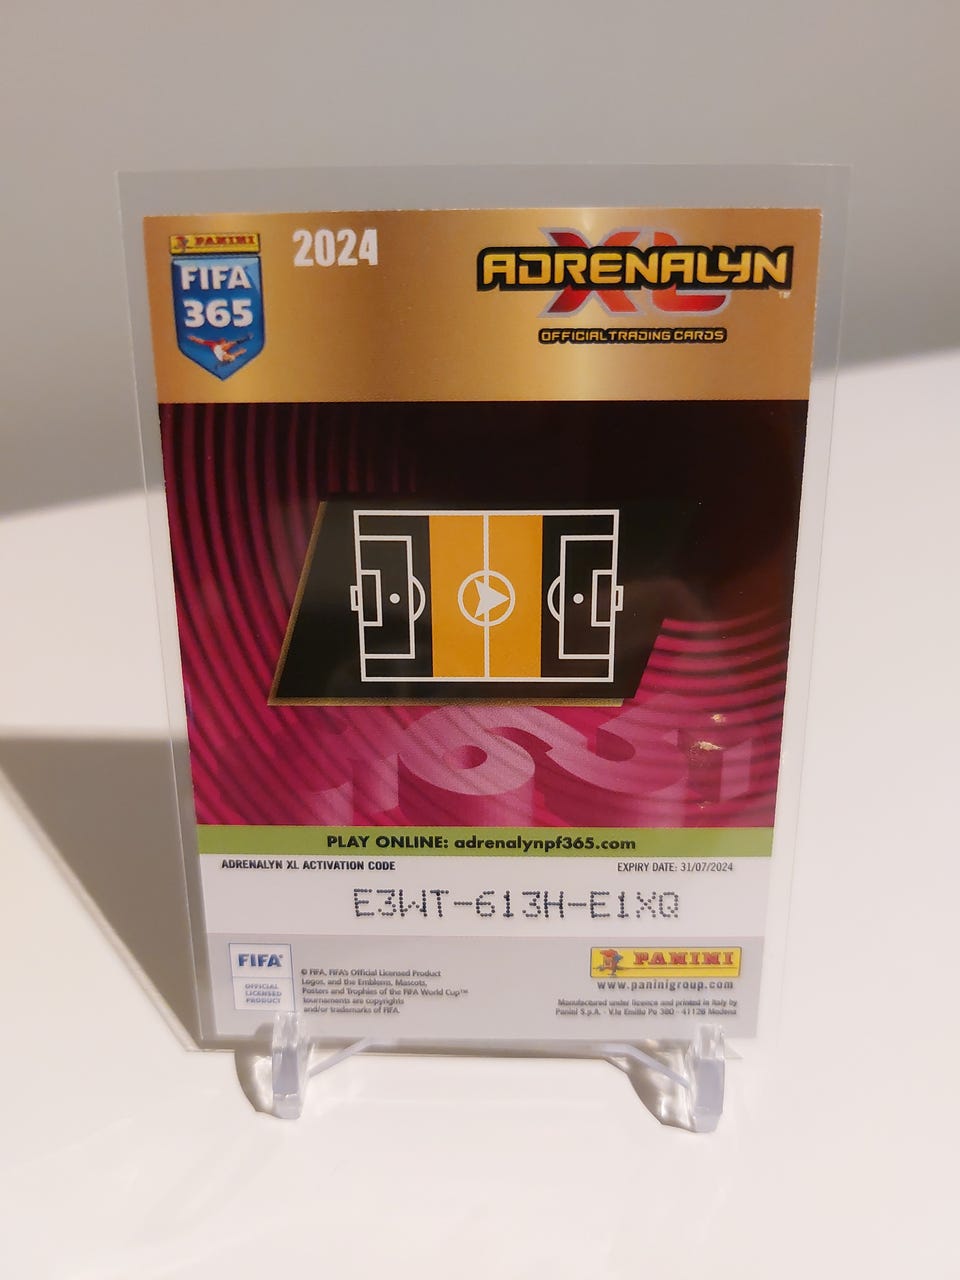 PANINI
FIFA
365
2024
ADRENALYN
XL
TM
OFFICIAL TRADING CARDS
PLAY ONLINE: adrenalynpf365.com
ADRENALYN XL ACTIVATION CODE
EXPIRY DATE: 31/07/2024
E3WT-613H-E1XQ
FIFA®
OFFICIAL
LICENSED
PRODUCT
© FIFA, FIFA's Official Licensed Product
Logos, and the Emblems, Mascots,
Posters and Trophies of the FIFA World Cup™
tournaments are copyrights
and/or trademarks of FIFA.
PANINI
www.paninigroup.com
Manufactured under licence and printed in Italy by
Panini S.p.A. - V.le Emilio Po 380 - 41126 Modena